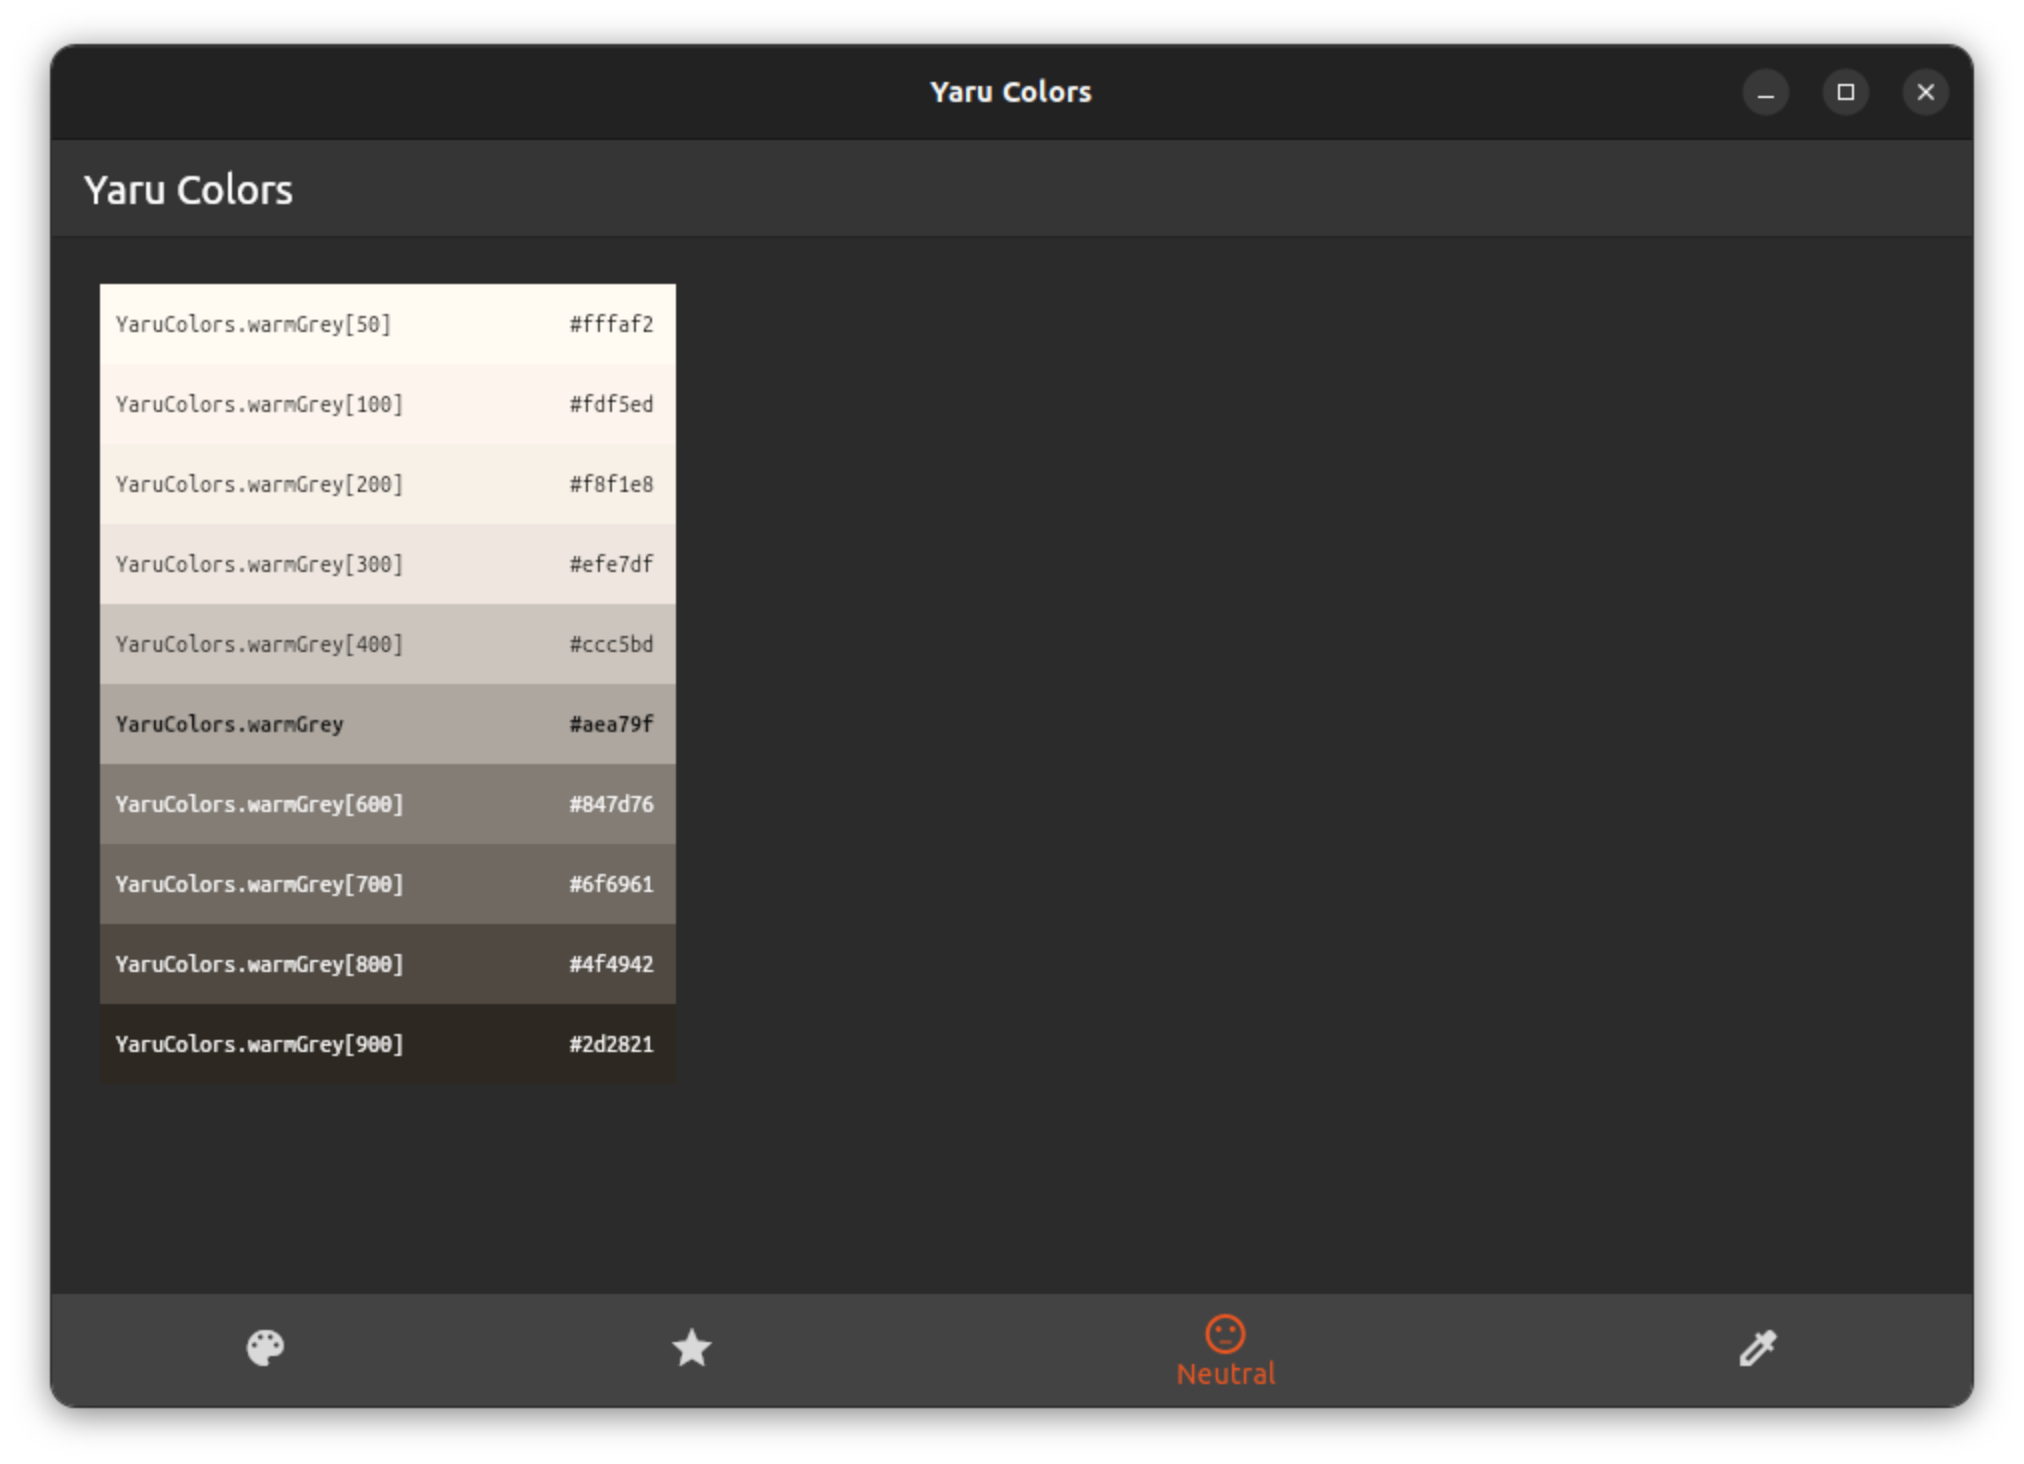 Yaru Colors
Yaru Colors
YaruColors.warmGrey[50] #fffaf2
YaruColors.warmGrey[100] #fdf5ed
YaruColors.warmGrey[200] #f8f1e8
YaruColors.warmGrey[300] #efe7df
YaruColors.warmGrey[400] #ccc5bd
YaruColors.warmGrey #aea79f
YaruColors.warmGrey[600] #847d76
YaruColors.warmGrey[700] #6f6961
YaruColors.warmGrey[800] #4f4942
YaruColors.warmGrey[900] #2d2821
Neutral